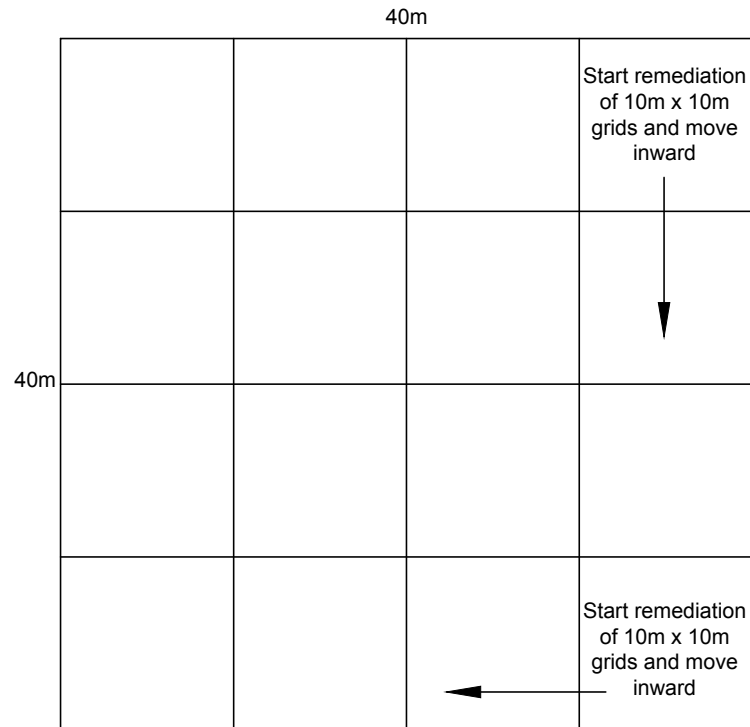 40m
Start remediation
of 10m x 10m
grids and move
inward
40m
Start remediation
of 10m x 10m
grids and move
inward